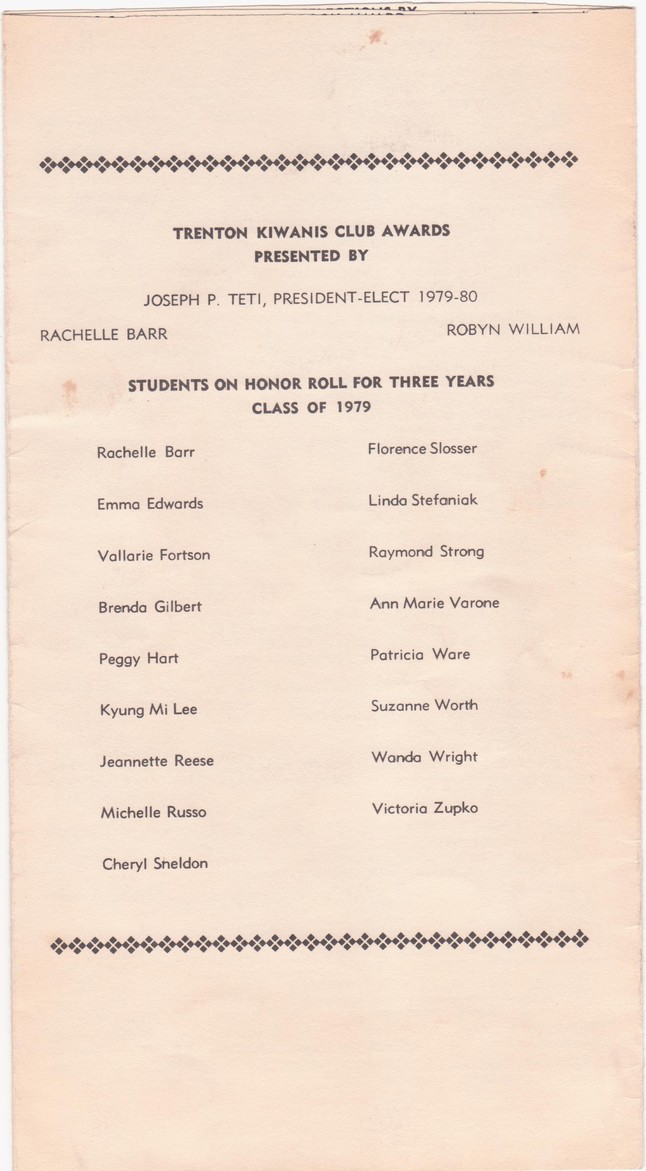 TRENTON KIWANIS CLUB AWARDS
PRESENTED BY
JOSEPH P. TETI, PRESIDENT-ELECT 1979-80
RACHELLE BARR
ROBYN WILLIAM
STUDENTS ON HONOR ROLL FOR THREE YEARS
CLASS OF 1979
Rachelle Barr
Emma Edwards
Vallarie Fortson
Brenda Gilbert
Peggy Hart
Kyung Mi Lee
Jeannette Reese
Michelle Russo
Cheryl Sneldon
Florence Slosser
Linda Stefaniak
Raymond Strong
Ann Marie Varone
Patricia Ware
Suzanne Worth
Wanda Wright
Victoria Zupko